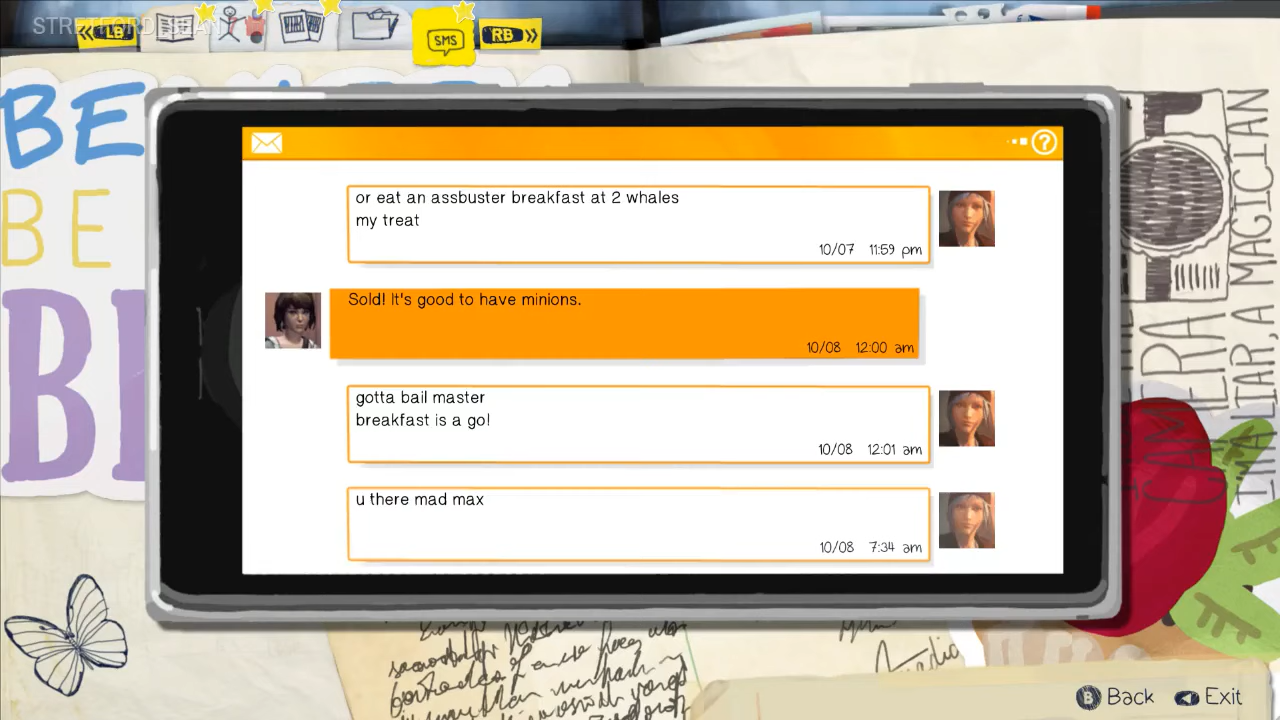 STRETFORDESEAN
LB
SMS
RB
BE
BE
or eat an assbuster breakfast at 2 whales
my treat
10/07 11:59 pm
Sold! It's good to have minions.
10/08 12:00 am
gotta bail master
breakfast is a go!
10/08 12:01 am
u there mad max
10/08 7:34 am
CAMERA
LIAR, A MAGICIAN
B Back
Exit